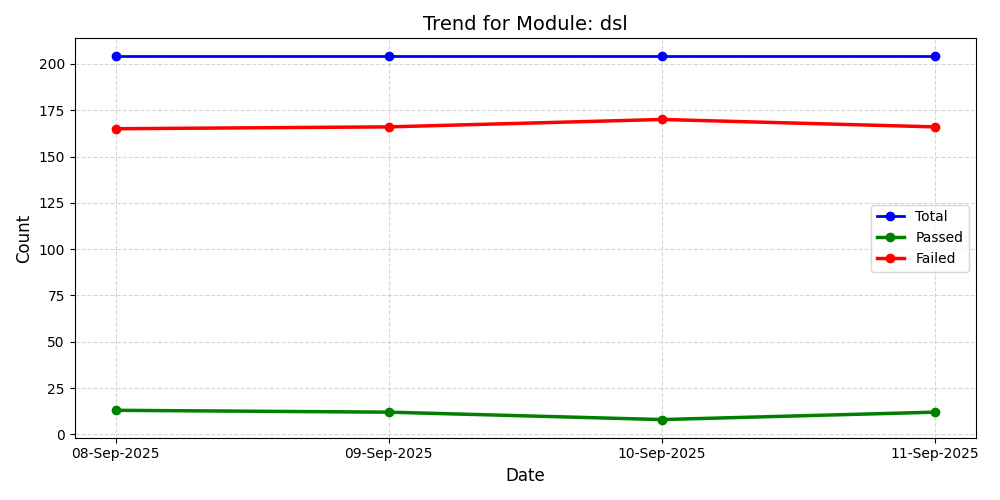 Trend for Module: dsl
200
175
150
125
100
75
50
25
0
Count
Total
Passed
Failed
08-Sep-2025
09-Sep-2025
10-Sep-2025
11-Sep-2025
Date